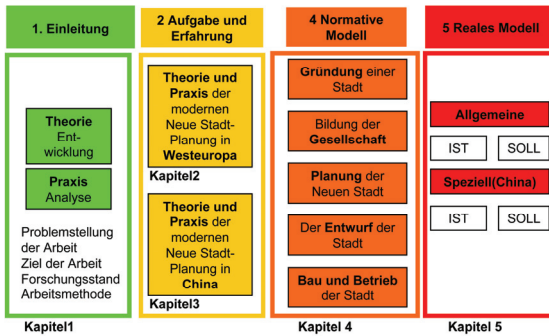 1. Einleitung
Theorie
Ent-
wicklung
Praxis
Analyse
Problemstellung
der Arbeit
Ziel der Arbeit
Forschungsstand
Arbeitsmethode
Kapitel1
2 Aufgabe und
Erfahrung
Theorie und
Praxis der
modernen
Neue Stadt-
Planung in
Westeuropa
Kapitel2
Theorie und
Praxis der
modernen
Neue Stadt-
Planung in
China
Kapitel3
4 Normative
Modell
Gründung einer
Stadt
Bildung der
Gesellschaft
Planung der
Neuen Stadt
Der Entwurf der
Stadt
Bau und Betrieb
der Stadt
Kapitel 4
5 Reales Modell
Allgemeine
IST SOLL
Speziell(China)
IST SOLL
Kapitel 5